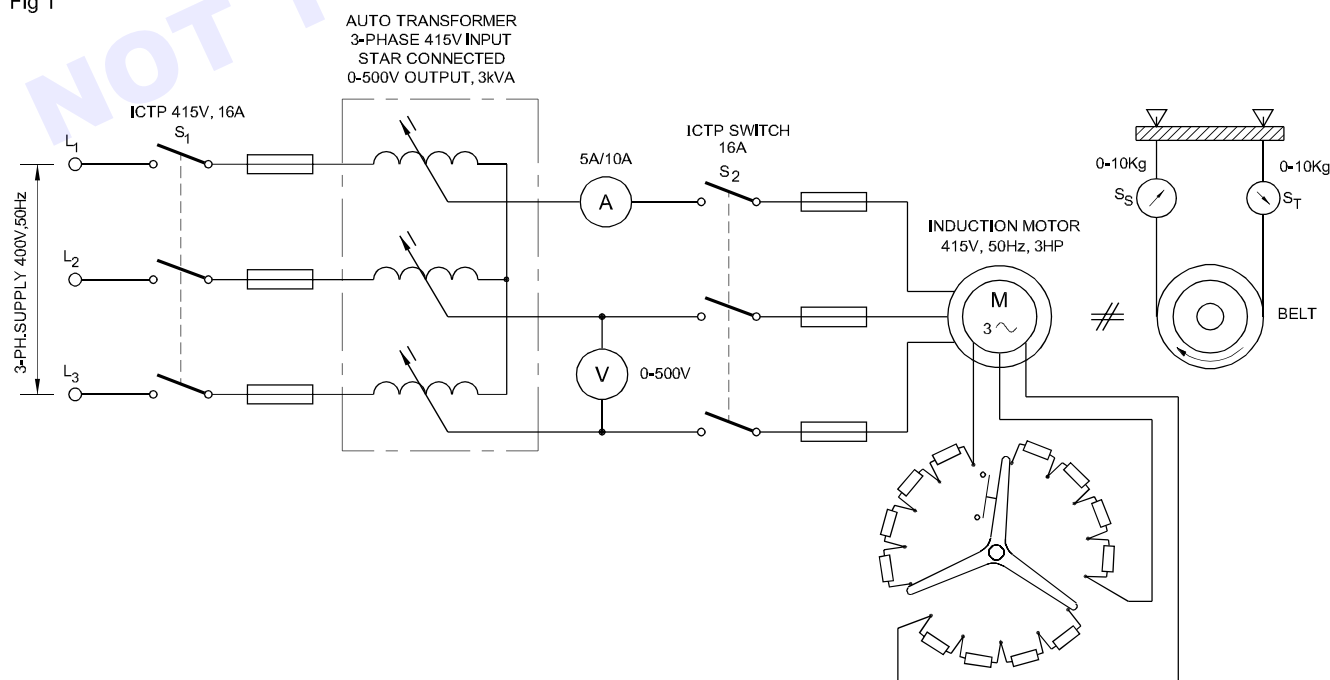 Fig 1
NOT T
AUTO TRANSFORMER
3-PHASE 415V INPUT
STAR CONNECTED
0-500V OUTPUT, 3kVA
ICTP 415V, 16A
S1
L1
L2
L3
3-PH.SUPPLY 400V,50Hz
5A/10A
A
ICTP SWITCH
16A
S2
V
0-500V
INDUCTION MOTOR
415V, 50Hz, 3HP
M
3 ~
0-10Kg
SS
0-10Kg
ST
BELT